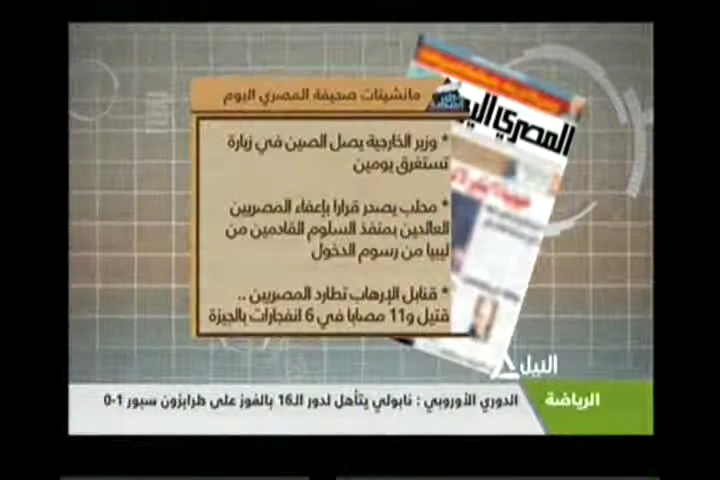 مانشيتات صحيفة المصري اليوم
المصري اليوم
* وزير الخارجية يصل الصين في زيارة
تستغرق يومين
* محلب يصدر قرارا بإعفاء المصريين
العائدين بمنفذ السلوم القادمين من
ليبيا من رسوم الدخول
* قنابل الإرهاب تطارد المصريين ..
قتيل و11 مصابا في 6 انفجارات بالجيزة
النيل
الرياضة
الدوري الأوروبي : نابولي يتأهل لدور الـ16 بالفوز على طرابزون سبور 1-0